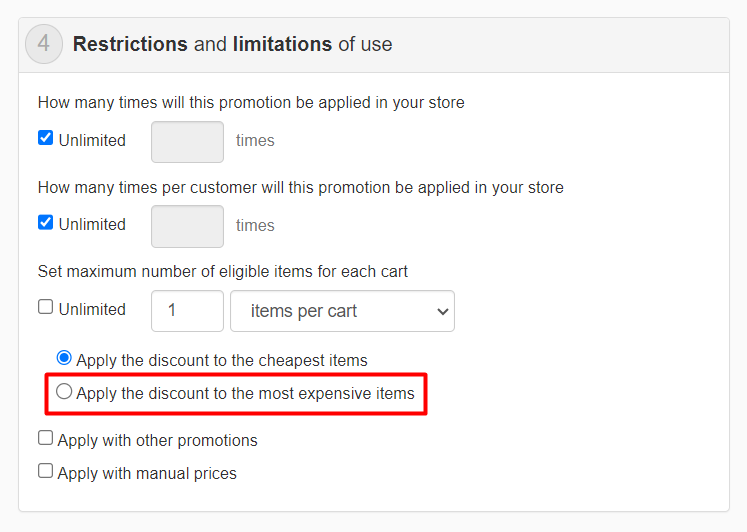 4 Restrictions and limitations of use
How many times will this promotion be applied in your store
Unlimited times
How many times per customer will this promotion be applied in your store
Unlimited times
Set maximum number of eligible items for each cart
Unlimited 1 items per cart
Apply the discount to the cheapest items
Apply the discount to the most expensive items
Apply with other promotions
Apply with manual prices